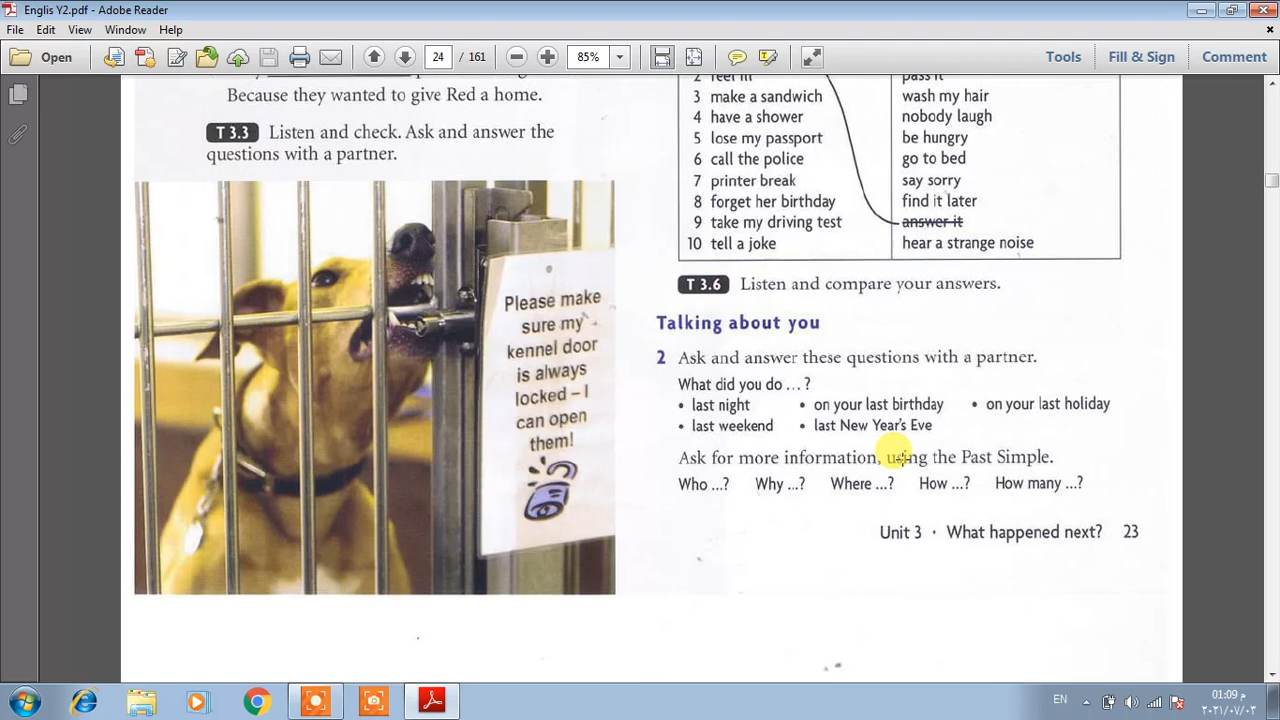 Englis Y2.pdf - Adobe Reader
File Edit View Window Help
Open 24 / 161 85% Tools Fill & Sign Comment
Because they wanted to give Red a home.
T 3.3 Listen and check. Ask and answer the
questions with a partner.
Please make
sure my
kennel door
is always
locked – I
can open
them!
3 make a sandwich
4 have a shower
5 lose my passport
6 call the police
7 printer break
8 forget her birthday
9 take my driving test
10 tell a joke
pass it
wash my hair
nobody laugh
be hungry
go to bed
say sorry
find it later
answer it
hear a strange noise
T 3.6 Listen and compare your answers.
Talking about you
2 Ask and answer these questions with a partner.
What did you do ... ?
• last night • on your last birthday • on your last holiday
• last weekend • last New Year's Eve
Ask for more information, using the Past Simple.
Who ...? Why ...? Where ...? How ...? How many ...?
Unit 3 · What happened next? 23
EN
01:09 م
٢٠٢١/٠٧/٠٣